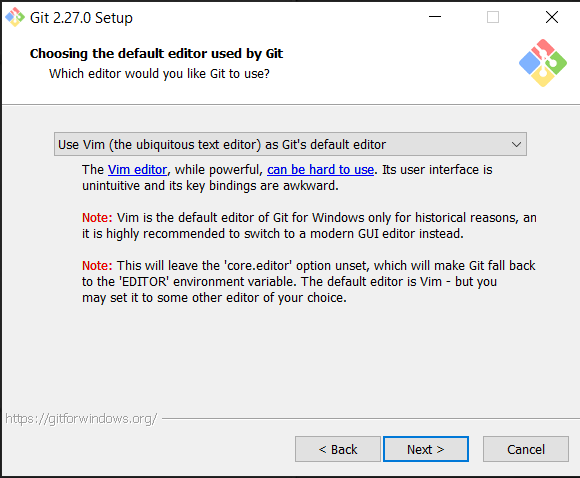 Git 2.27.0 Setup
Choosing the default editor used by Git
Which editor would you like Git to use?
Use Vim (the ubiquitous text editor) as Git's default editor
The Vim editor, while powerful, can be hard to use. Its user interface is
unintuitive and its key bindings are awkward.
Note: Vim is the default editor of Git for Windows only for historical reasons, an
it is highly recommended to switch to a modern GUI editor instead.
Note: This will leave the 'core.editor' option unset, which will make Git fall back
to the 'EDITOR' environment variable. The default editor is Vim - but you
may set it to some other editor of your choice.
https://gitforwindows.org/
< Back
Next >
Cancel